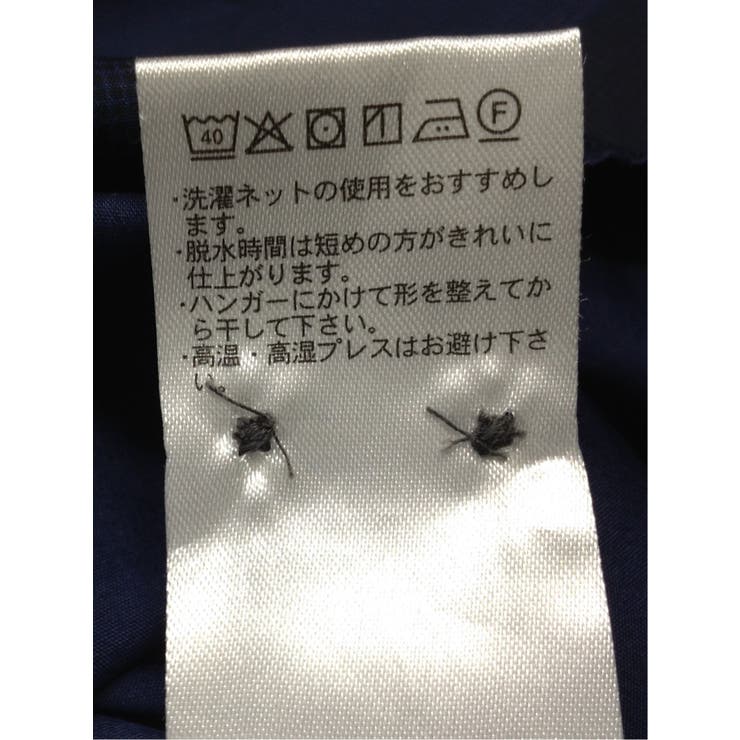 40 F
・洗濯ネットの使用をおすすめし
ます。
・脱水時間は短めの方がきれいに
仕上がります。
・ハンガーにかけて形を整えてか
ら干して下さい。
・高温・高湿プレスはお避け下さ
い。